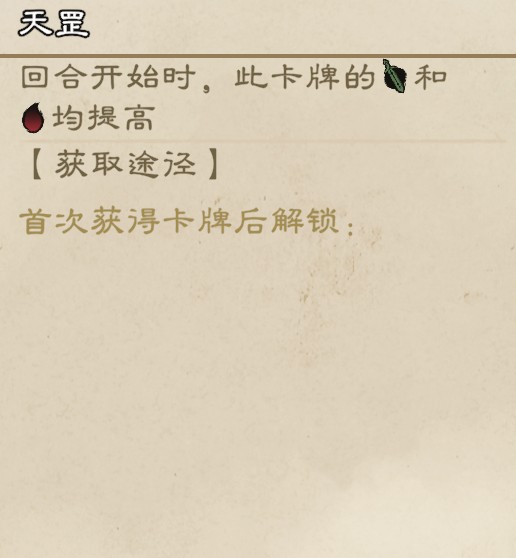 天罡
回合开始时，此卡牌的和
均提高
【获取途径】
首次获得卡牌后解锁：